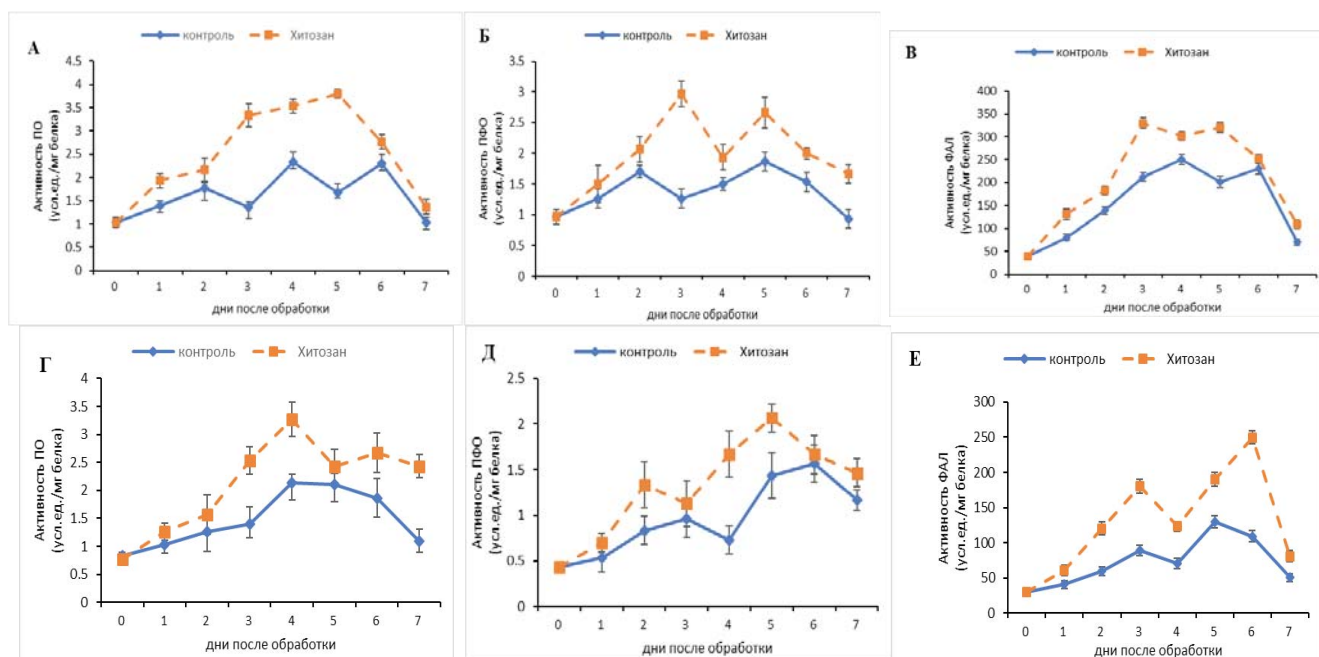 А
контроль Хитозан
Активность ПО
(усл.ед./мг белка)
4.5
4
3.5
3
2.5
2
1.5
1
0.5
0
0 1 2 3 4 5 6 7
дни после обработки
Б
контроль Хитозан
Активность ПФО
(усл.ед./мг белка)
3.5
3
2.5
2
1.5
1
0.5
0
0 1 2 3 4 5 6 7
дни после обработки
В
контроль Хитозан
Активность ФАЛ
(усл.ед./мг белка)
400
350
300
250
200
150
100
50
0
0 1 2 3 4 5 6 7
дни после обработки
Г
контроль Хитозан
Активность ПО
(усл.ед./мг белка)
4
3.5
3
2.5
2
1.5
1
0.5
0
0 1 2 3 4 5 6 7
дни после обработки
Д
контроль Хитозан
Активность ПФО
(усл.ед./мг белка)
2.5
2
1.5
1
0.5
0
0 1 2 3 4 5 6 7
дни после обработки
Е
контроль Хитозан
Активность ФАЛ
(усл.ед./мг белка)
300
250
200
150
100
50
0
0 1 2 3 4 5 6 7
дни после обработки